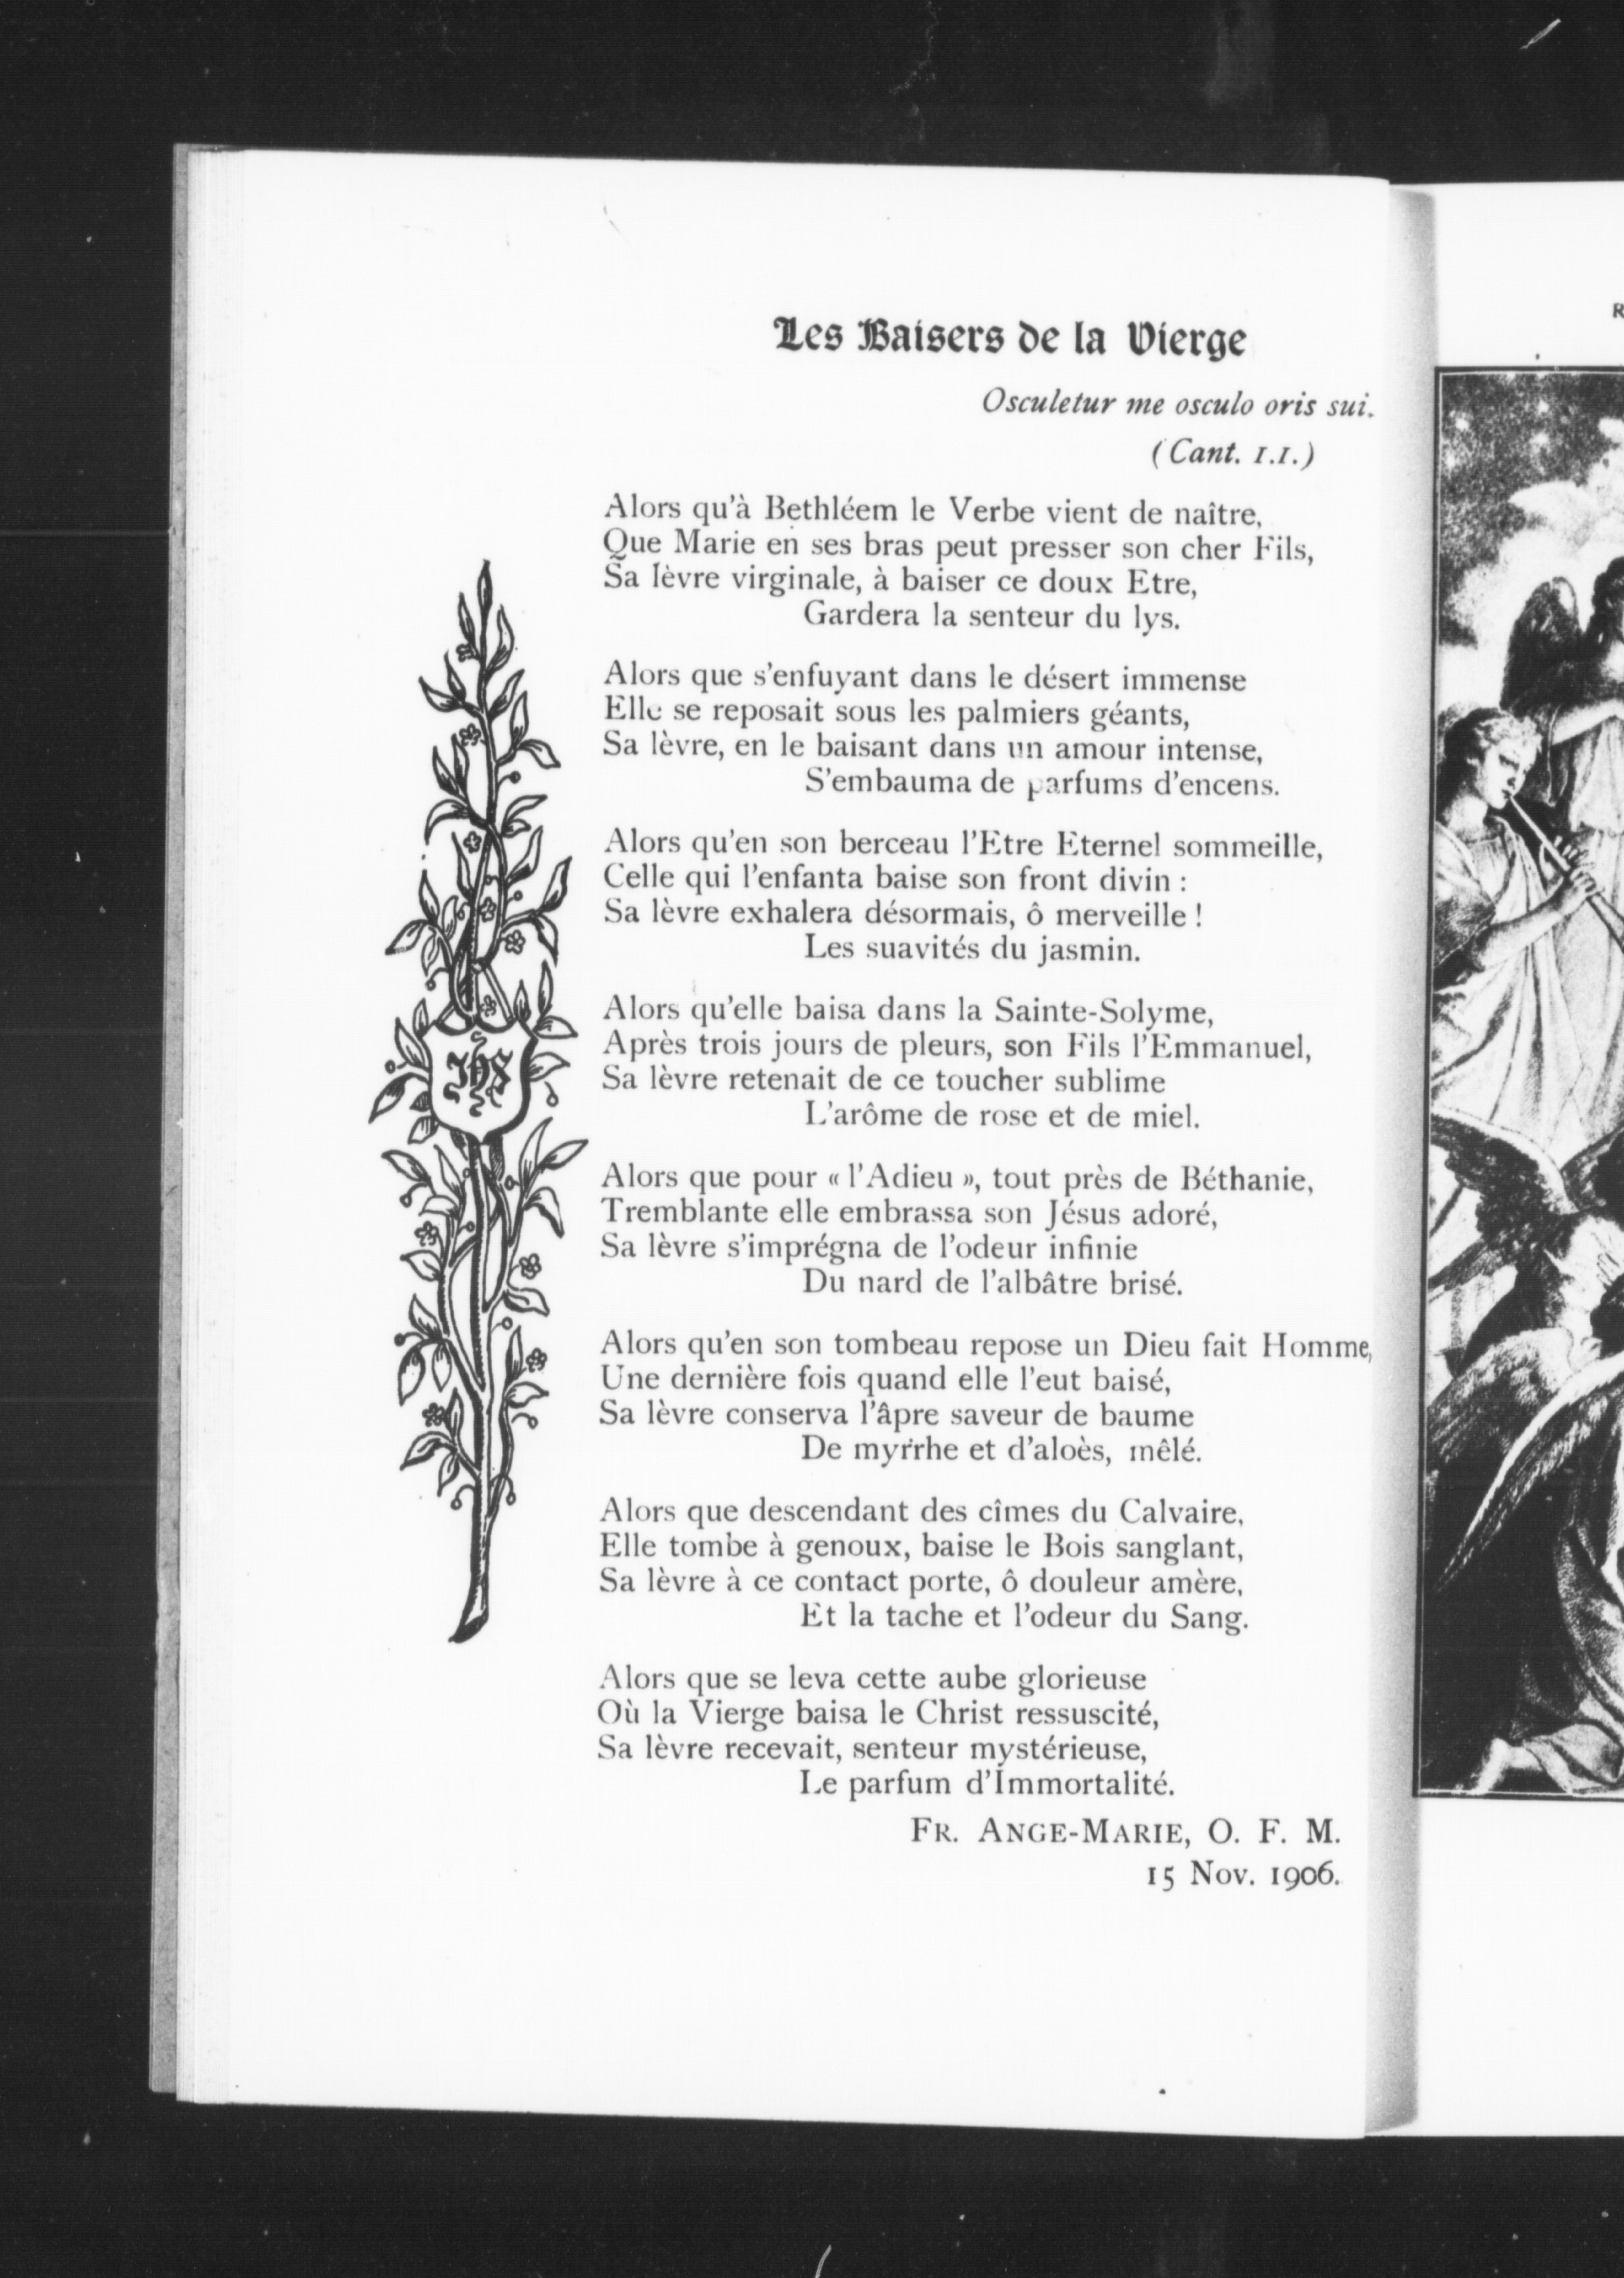 Les Baisers de la Vierge
Osculetur me osculo oris sui.
(Cant. 1.1.)
Alors qu'à Bethléem le Verbe vient de naître,
Que Marie en ses bras peut presser son cher Fils,
Sa lèvre virginale, à baiser ce doux Etre,
Gardera la senteur du lys.
Alors que s'enfuyant dans le désert immense
Elle se reposait sous les palmiers géants,
Sa lèvre, en le baisant dans un amour intense,
S'embauma de parfums d'encens.
Alors qu'en son berceau l'Etre Eternel sommeille,
Celle qui l'enfanta baise son front divin :
Sa lèvre exhalera désormais, ô merveille !
Les suavités du jasmin.
Alors qu'elle baisa dans la Sainte-Solyme,
Après trois jours de pleurs, son Fils l'Emmanuel,
Sa lèvre retenait de ce toucher sublime
L'arôme de rose et de miel.
Alors que pour « l'Adieu », tout près de Béthanie,
Tremblante elle embrassa son Jésus adoré,
Sa lèvre s'imprégna de l'odeur infinie
Du nard de l'albâtre brisé.
Alors qu'en son tombeau repose un Dieu fait Homme,
Une dernière fois quand elle l'eut baisé,
Sa lèvre conserva l'âpre saveur de baume
De myrrhe et d'aloès, mêlé.
Alors que descendant des cîmes du Calvaire,
Elle tombe à genoux, baise le Bois sanglant,
Sa lèvre à ce contact porte, ô douleur amère,
Et la tache et l'odeur du Sang.
Alors que se leva cette aube glorieuse
Où la Vierge baisa le Christ ressuscité,
Sa lèvre recevait, senteur mystérieuse,
Le parfum d'Immortalité.
FR. ANGE-MARIE, O. F. M.
15 Nov. 1906.
IHS
R